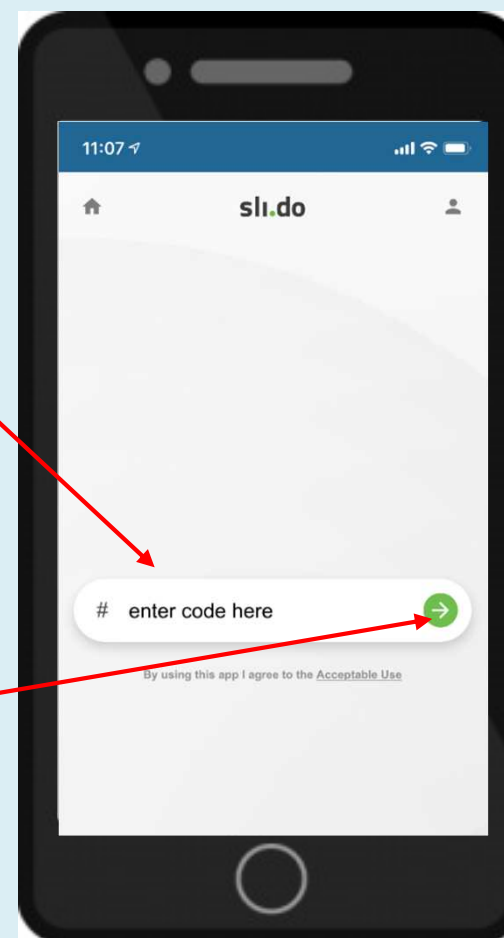 11:07
sli.do
# enter code here
By using this app I agree to the Acceptable Use